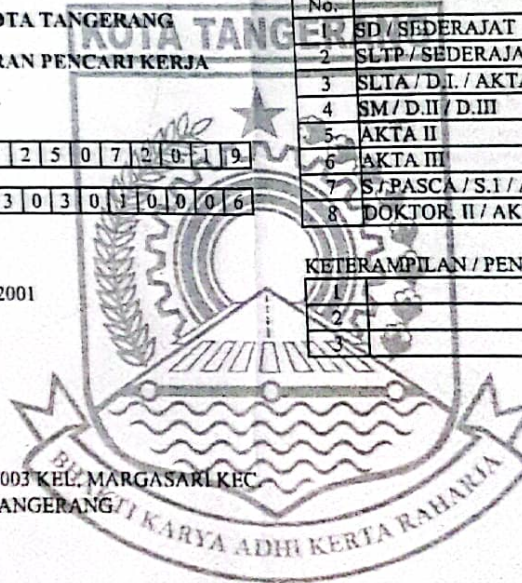 OTA TANGERANG
RAN PENCARI KERJA
2 5 0 7 2 0 1 9
3 0 3 0 1 0 0 0 6
2001
003 KEL. MARGASARI KEC.
ANGERANG
KOTA TANGERANG
No.
1 SD / SEDERAJAT
2 SLTP / SEDERAJA
3 SLTA / D.I. / AKTA
4 SM / D.II / D.III
5 AKTA II
6 AKTA III
7 S / PASCA / S.1 /
8 DOKTOR. II / AK
KETERAMPILAN / PEN
1
2
3
BHAKTI KARYA ADHI KERTA RAHARJA